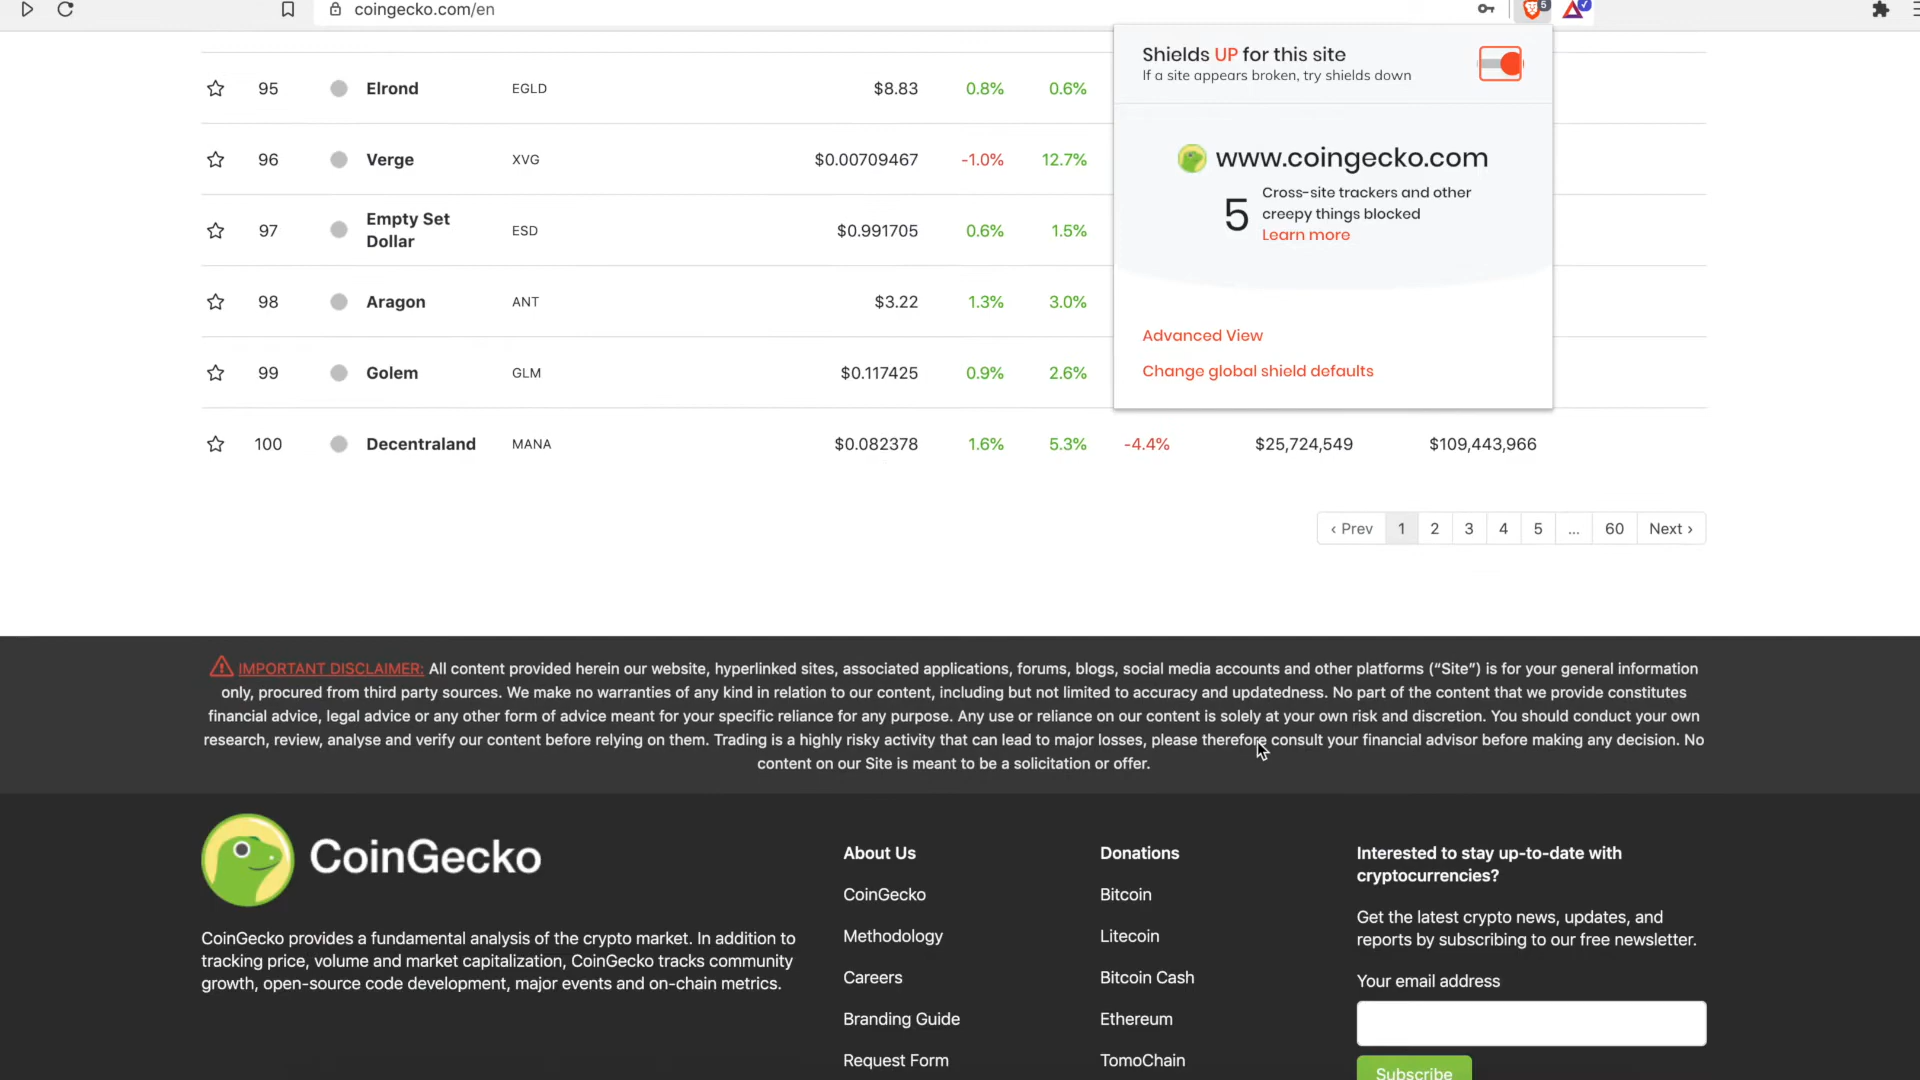 coingecko.com/en
5
Shields UP for this site
If a site appears broken, try shields down
www.coingecko.com
5
Cross-site trackers and other
creepy things blocked
Learn more
Advanced View
Change global shield defaults
95 Elrond EGLD $8.83 0.8% 0.6%
96 Verge XVG $0.00709467 -1.0% 12.7%
97 Empty Set
Dollar ESD $0.991705 0.6% 1.5%
98 Aragon ANT $3.22 1.3% 3.0%
99 Golem GLM $0.117425 0.9% 2.6%
100 Decentraland MANA $0.082378 1.6% 5.3% -4.4% $25,724,549 $109,443,966
‹ Prev 1 2 3 4 5 ... 60 Next ›
IMPORTANT DISCLAIMER: All content provided herein our website, hyperlinked sites, associated applications, forums, blogs, social media accounts and other platforms (“Site”) is for your general information
only, procured from third party sources. We make no warranties of any kind in relation to our content, including but not limited to accuracy and updatedness. No part of the content that we provide constitutes
financial advice, legal advice or any other form of advice meant for your specific reliance for any purpose. Any use or reliance on our content is solely at your own risk and discretion. You should conduct your own
research, review, analyse and verify our content before relying on them. Trading is a highly risky activity that can lead to major losses, please therefore consult your financial advisor before making any decision. No
content on our Site is meant to be a solicitation or offer.
CoinGecko
CoinGecko provides a fundamental analysis of the crypto market. In addition to
tracking price, volume and market capitalization, CoinGecko tracks community
growth, open-source code development, major events and on-chain metrics.
About Us
CoinGecko
Methodology
Careers
Branding Guide
Request Form
Donations
Bitcoin
Litecoin
Bitcoin Cash
Ethereum
TomoChain
Interested to stay up-to-date with
cryptocurrencies?
Get the latest crypto news, updates, and
reports by subscribing to our free newsletter.
Your email address
Subscribe